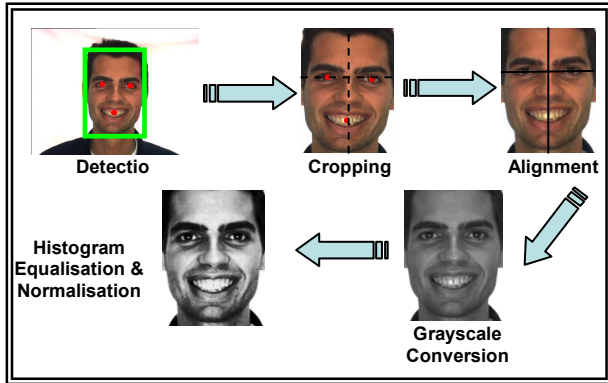 Detectio
Cropping
Alignment
Histogram
Equalisation &
Normalisation
Grayscale
Conversion